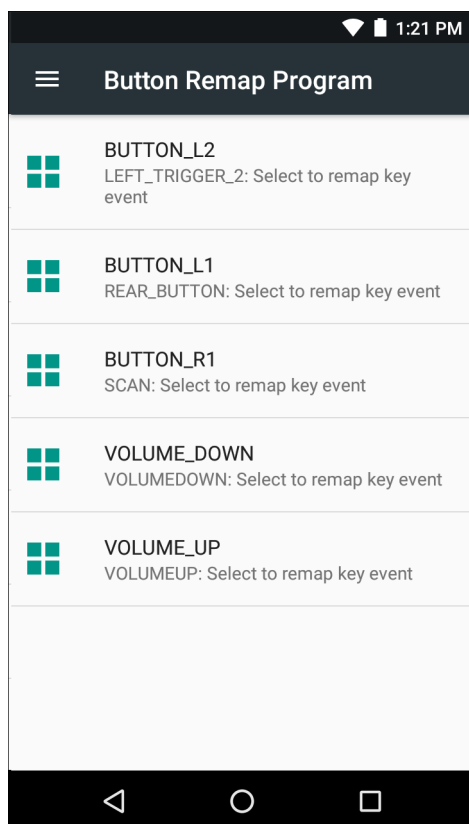 1:21 PM
Button Remap Program
BUTTON_L2
LEFT_TRIGGER_2: Select to remap key
event
BUTTON_L1
REAR_BUTTON: Select to remap key event
BUTTON_R1
SCAN: Select to remap key event
VOLUME_DOWN
VOLUMEDOWN: Select to remap key event
VOLUME_UP
VOLUMEUP: Select to remap key event